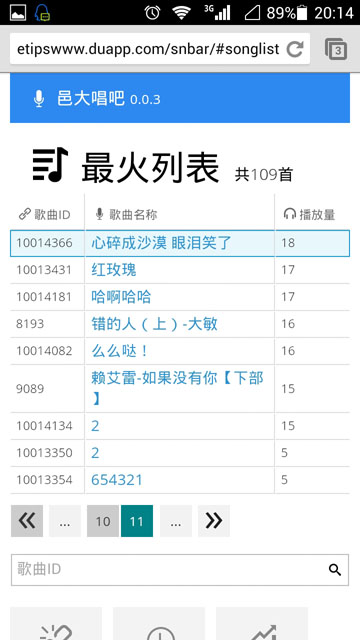 3G 89% 20:14
etipswww.duapp.com/snbar/#songlist 3
邑大唱吧 0.0.3
最火列表 共109首
歌曲ID 歌曲名称 播放量
10014366 心碎成沙漠 眼泪笑了 18
10013431 红玫瑰 17
10014181 哈啊哈哈 17
8193 错的人（上）-大敏 16
10014082 么么哒！ 16
9089 赖艾雷-如果没有你【下部 15
】
10014134 2 15
10013350 2 5
10013354 654321 5
« ... 10 11 ... »
歌曲ID